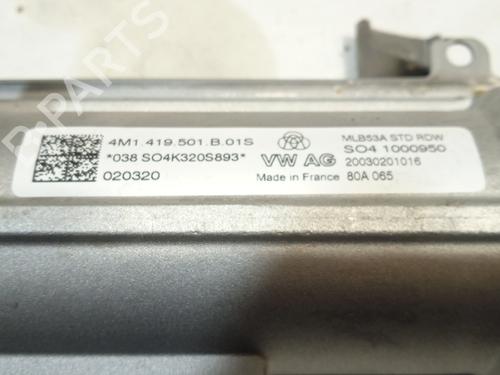 4M1.419.501.B.01S
*038 SO4K320S893*
020320
VW AG
Made in France
MLB53A STD RDW
SO4 1000950
20030201016
80A 065
B-Parts